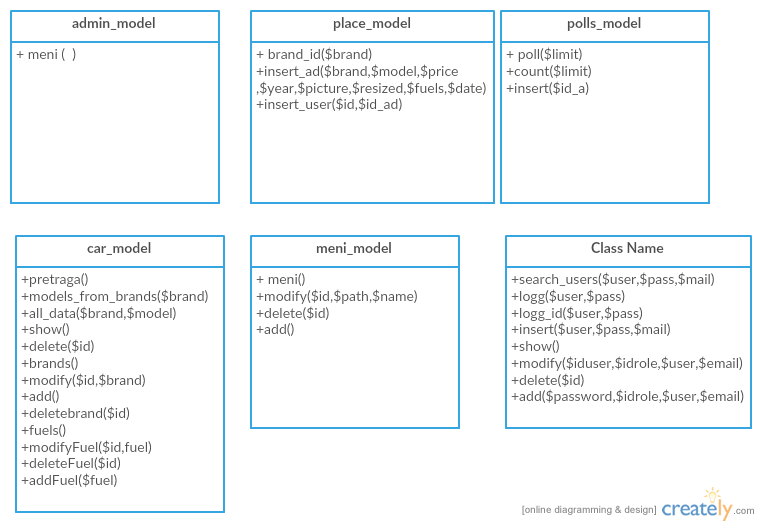 admin_model
+ meni (  )
place_model
+ brand_id($brand)
+insert_ad($brand,$model,$price
,$year,$picture,$resized,$fuels,$date)
+insert_user($id,$id_ad)
polls_model
+ poll($limit)
+count($limit)
+insert($id_a)
car_model
+pretraga()
+models_from_brands($brand)
+all_data($brand,$model)
+show()
+delete($id)
+brands()
+modify($id,$brand)
+add()
+deletebrand($id)
+fuels()
+modifyFuel($id,fuel)
+deleteFuel($id)
+addFuel($fuel)
meni_model
+ meni()
+modify($id,$path,$name)
+delete($id)
+add()
Class Name
+search_users($user,$pass,$mail)
+logg($user,$pass)
+logg_id($user,$pass)
+insert($user,$pass,$mail)
+show()
+modify($iduser,$idrole,$user,$email)
+delete($id)
+add($password,$idrole,$user,$email)
[online diagramming & design] creately.com